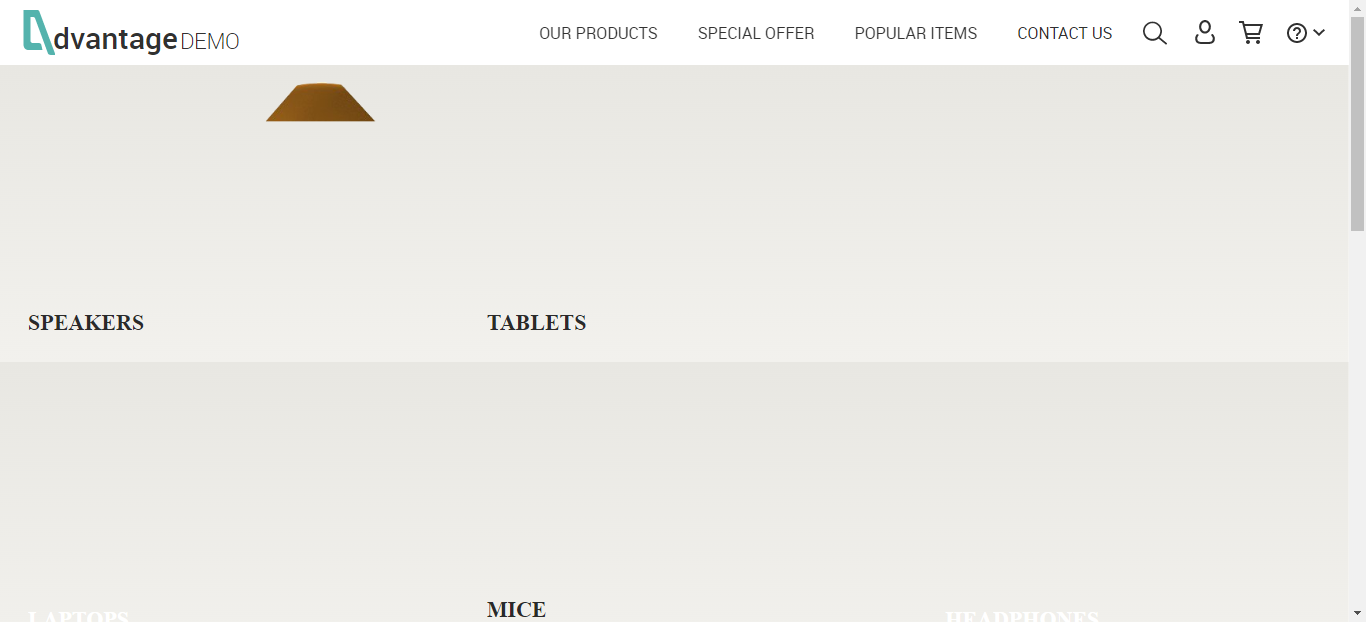 dvantage DEMO
OUR PRODUCTS SPECIAL OFFER POPULAR ITEMS CONTACT US
SPEAKERS TABLETS
MICE
LAPTOPS HEADPHONES